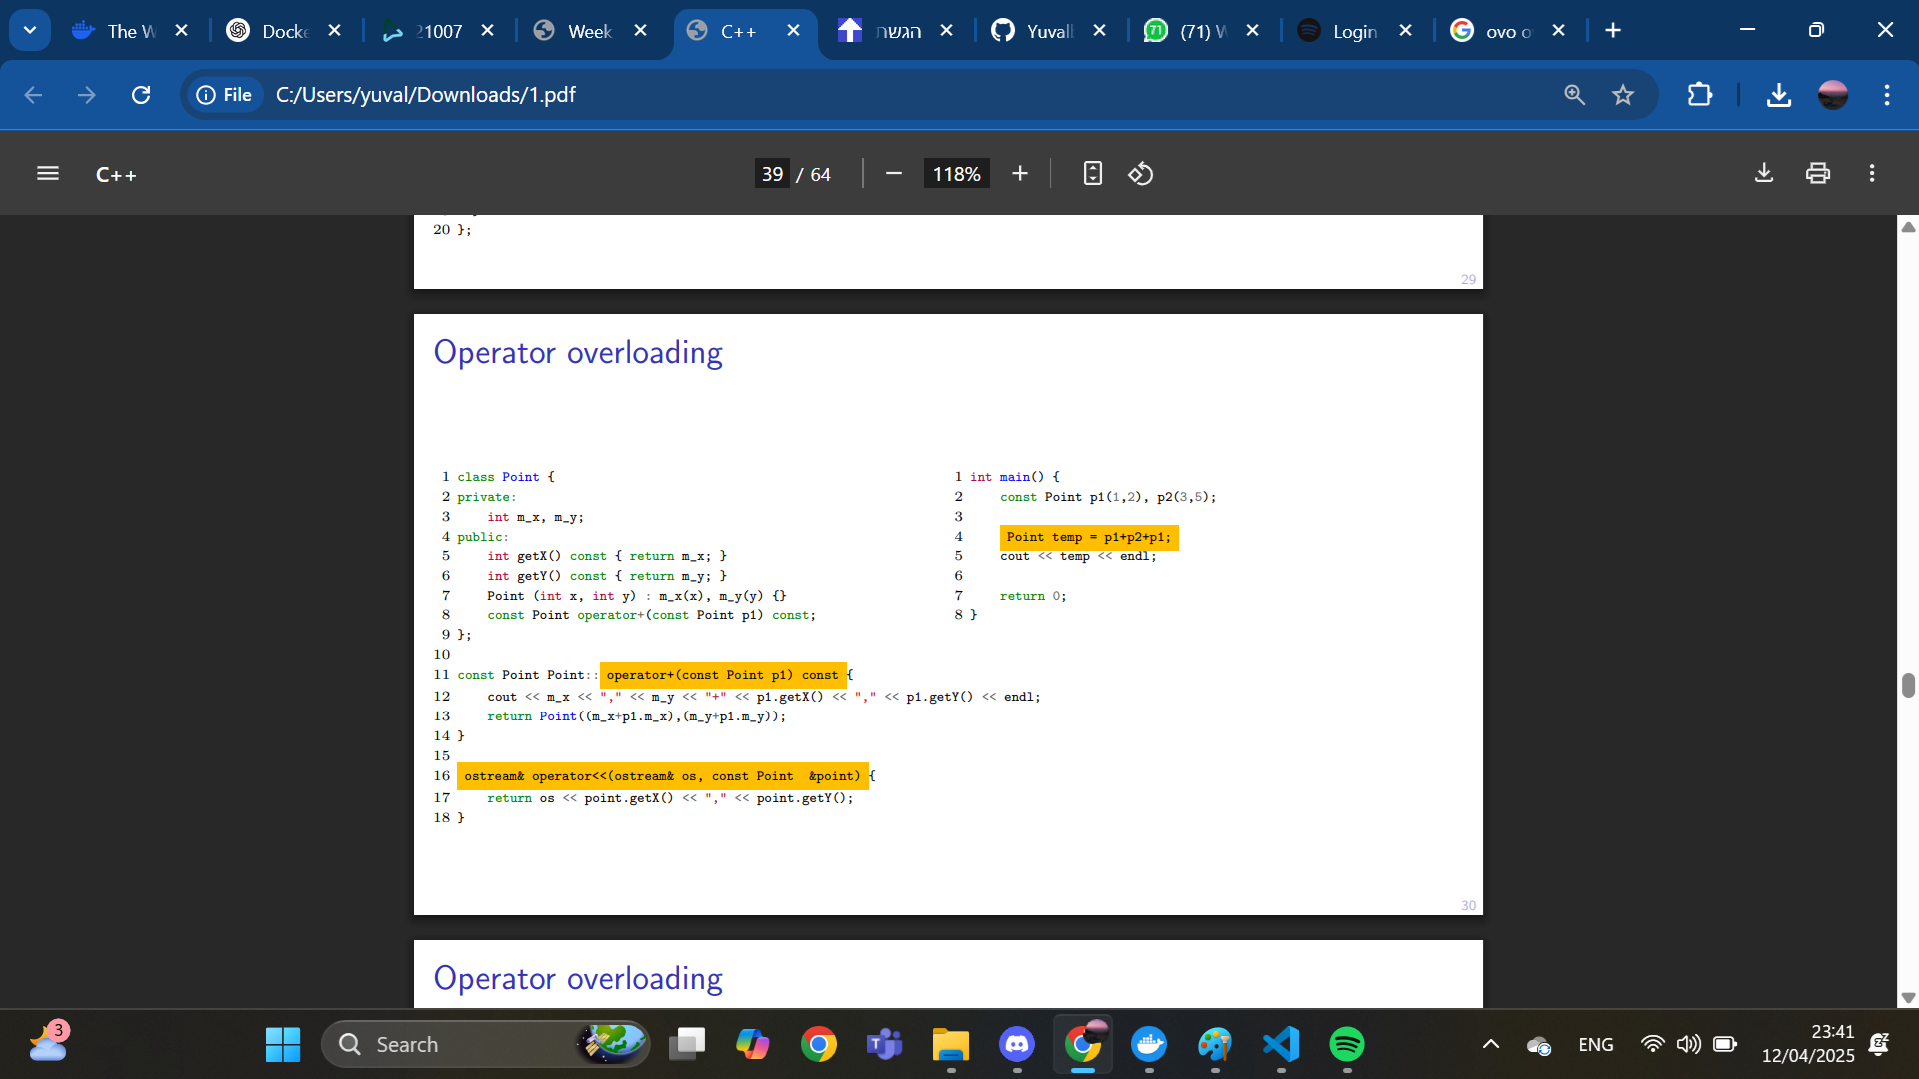 The W
Docke
21007
Week
C++
הגשת
Yuvall
(71) W
Login
ovo o
File
C:/Users/yuval/Downloads/1.pdf
C++
39 / 64
118%
20 };
29
Operator overloading
1 class Point {
2 private:
3 int m_x, m_y;
4 public:
5 int getX() const { return m_x; }
6 int getY() const { return m_y; }
7 Point (int x, int y) : m_x(x), m_y(y) {}
8 const Point operator+(const Point p1) const;
9 };
10
11 const Point Point:: operator+(const Point p1) const {
12 cout << m_x << "," << m_y << "+" << p1.getX() << "," << p1.getY() << endl;
13 return Point((m_x+p1.m_x),(m_y+p1.m_y));
14 }
15
16 ostream& operator<<(ostream& os, const Point &point) {
17 return os << point.getX() << "," << point.getY();
18 }
1 int main() {
2 const Point p1(1,2), p2(3,5);
3
4 Point temp = p1+p2+p1;
5 cout << temp << endl;
6
7 return 0;
8 }
30
Operator overloading
3
Search
ENG
23:41
12/04/2025